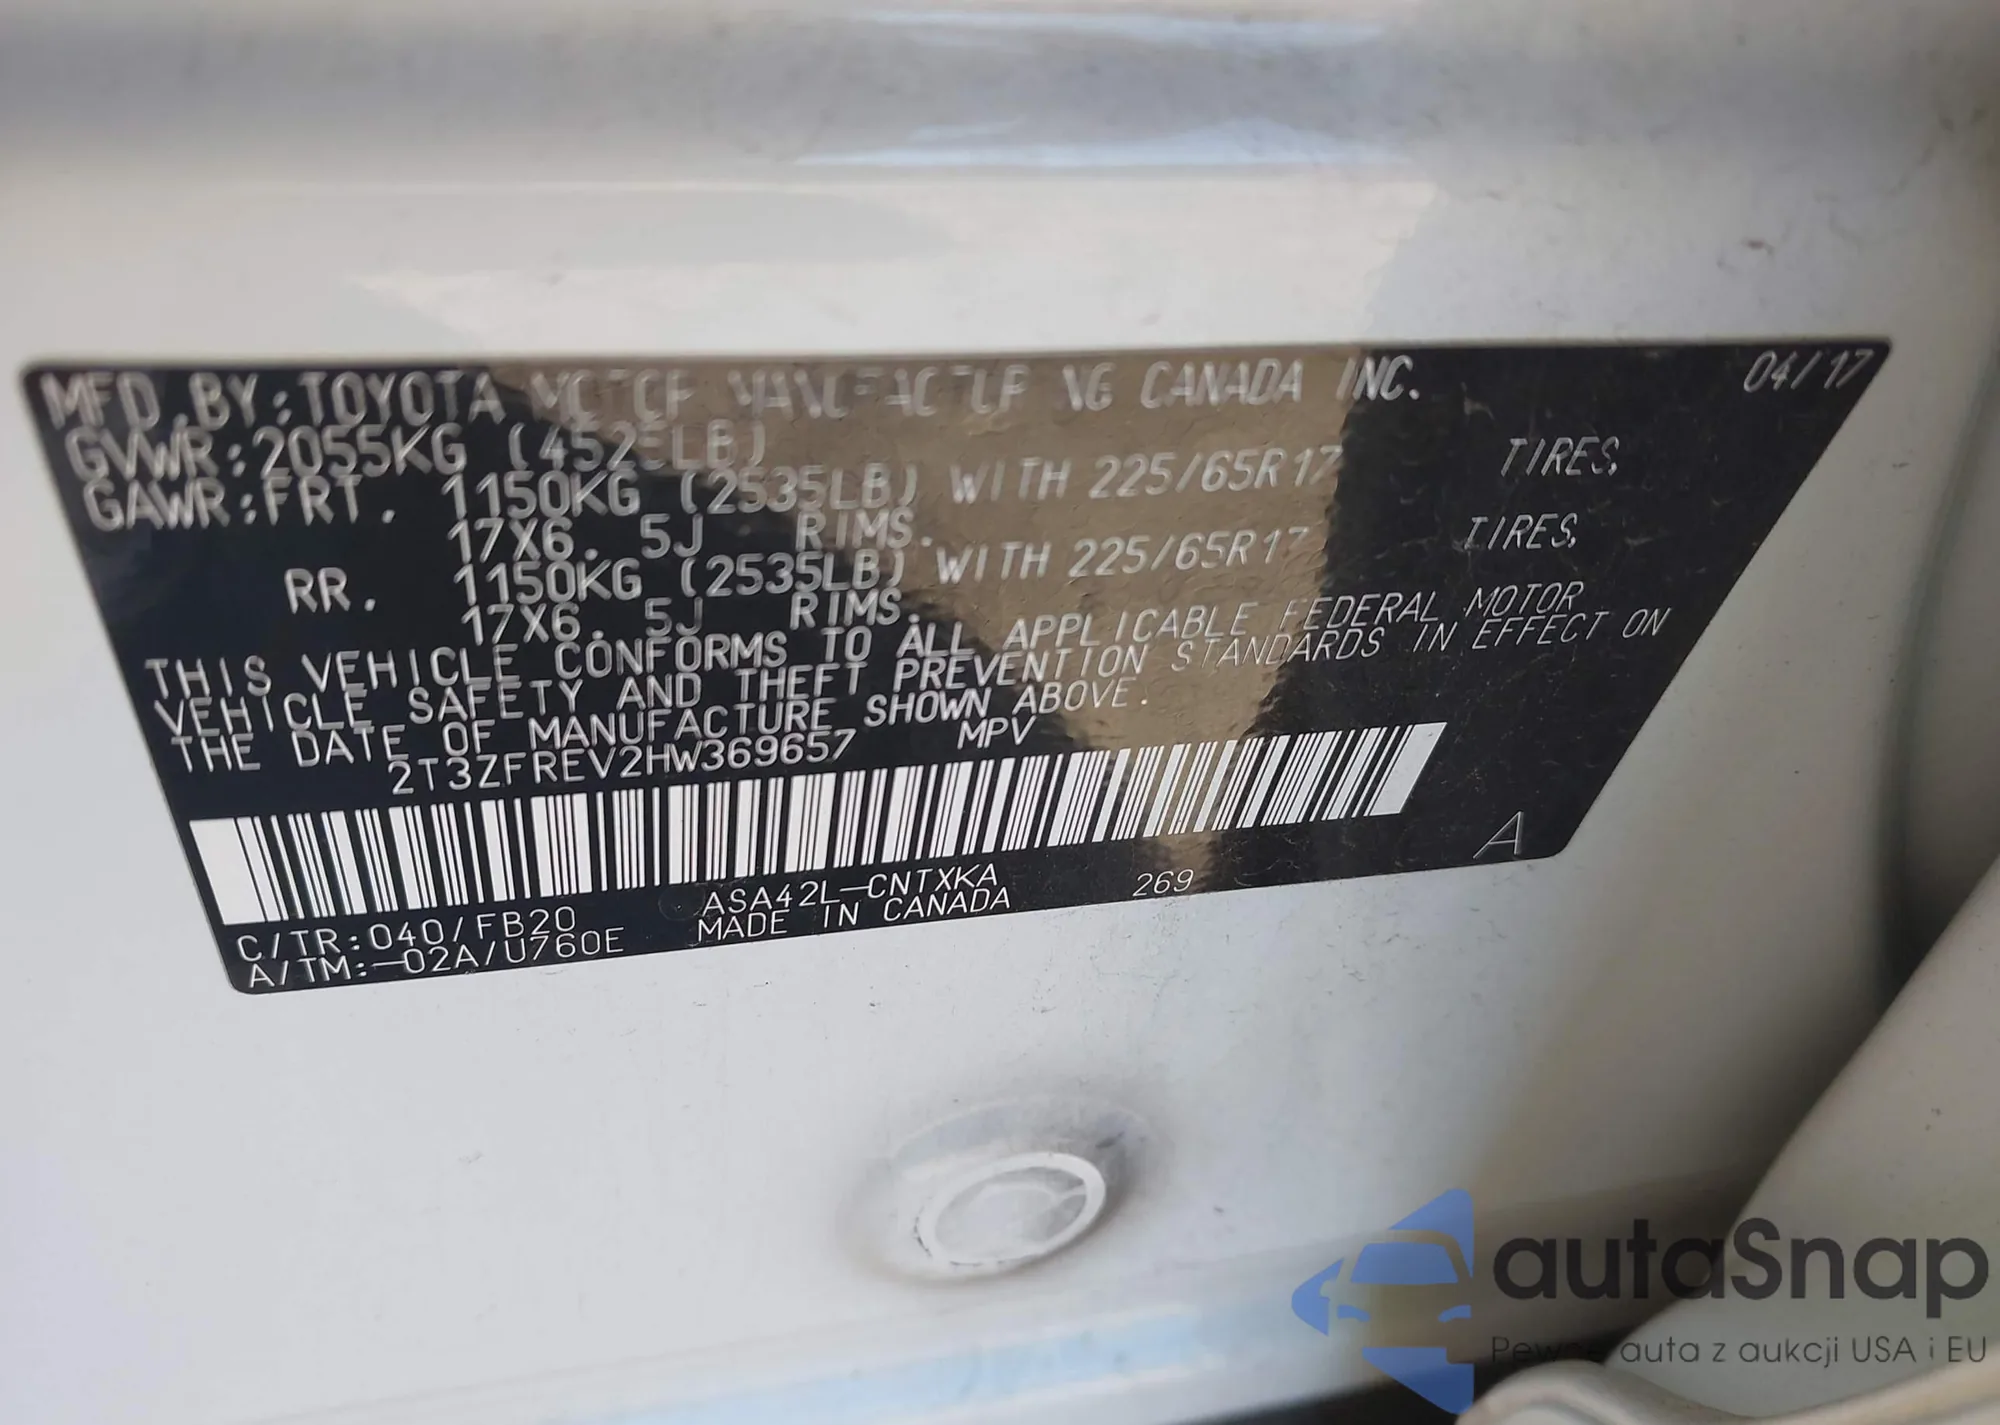 MFD. BY: TOYOTA MOTOR MANUFACTURING CANADA INC. 04/17
GVWR: 2055KG (4525LB)
GAWR: FRT. 1150KG (2535LB) WITH 225/65R17 TIRES,
17X6. 5J RIMS.
RR. 1150KG (2535LB) WITH 225/65R17 TIRES,
17X6. 5J RIMS.
THIS VEHICLE CONFORMS TO ALL APPLICABLE FEDERAL MOTOR
VEHICLE SAFETY AND THEFT PREVENTION STANDARDS IN EFFECT ON
THE DATE OF MANUFACTURE SHOWN ABOVE.
2T3ZFREV2HW369657 MPV
A
C/TR: 040/FB20 ASA42L-CNTXKA 269
A/TM:-02A/U760E MADE IN CANADA
autaSnap
Pewne auta z aukcji USA i EU